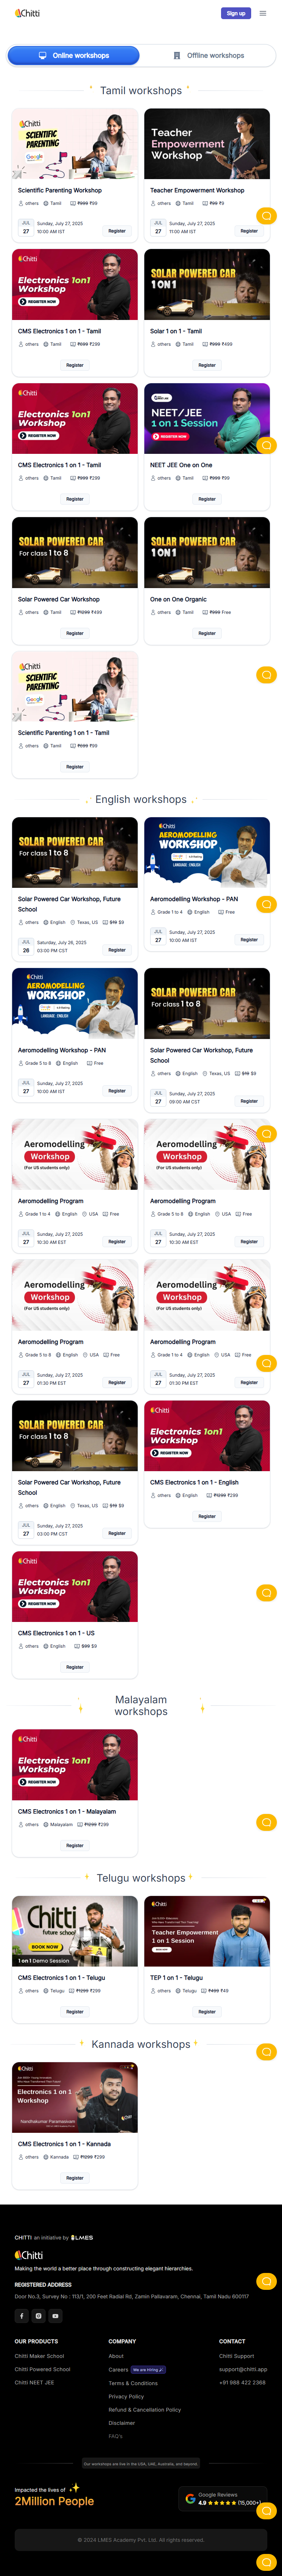 Chitti
Sign up
Online workshops
Offline workshops
Tamil workshops
Chitti
SCIENTIFIC
PARENTING
Google
Scientific Parenting Workshop
others Tamil ₹999 ₹99
JUL
27
Sunday, July 27, 2025
10:00 AM IST
Register
Teacher
Empowerment
Workshop
Teacher Empowerment Workshop
others Tamil ₹99 ₹9
JUL
27
Sunday, July 27, 2025
11:00 AM IST
Register
Chitti
Electronics 1on1
Workshop
REGISTER NOW
CMS Electronics 1 on 1 - Tamil
others Tamil ₹999 ₹299
Register
SOLAR POWERED CAR
1 ON 1
Solar 1 on 1 - Tamil
others Tamil ₹999 ₹499
Register
Chitti
Electronics 1on1
Workshop
REGISTER NOW
CMS Electronics 1 on 1 - Tamil
others Tamil ₹999 ₹299
Register
NEET/JEE
1 on 1 Session
REGISTER NOW
NEET JEE One on One
others Tamil ₹999 ₹99
Register
SOLAR POWERED CAR
For class 1 to 8
Solar Powered Car Workshop
others Tamil ₹1299 ₹499
Register
SOLAR POWERED CAR
1 ON 1
One on One Organic
others Tamil ₹999 Free
Register
Chitti
SCIENTIFIC
PARENTING
Google
Scientific Parenting 1 on 1 - Tamil
others Tamil ₹999 ₹99
Register
English workshops
SOLAR POWERED CAR
For class 1 to 8
Solar Powered Car Workshop, Future
School
others English Texas, US $19 $9
JUL
26
Saturday, July 26, 2025
03:00 PM CST
Register
Chitti
AEROMODELLING
WORKSHOP
LANGUAGE : ENGLISH
Aeromodelling Workshop - PAN
Grade 1 to 4 English Free
JUL
27
Sunday, July 27, 2025
10:00 AM IST
Register
Chitti
AEROMODELLING
WORKSHOP
LANGUAGE : ENGLISH
Aeromodelling Workshop - PAN
Grade 5 to 8 English Free
JUL
27
Sunday, July 27, 2025
10:00 AM IST
Register
SOLAR POWERED CAR
For class 1 to 8
Solar Powered Car Workshop, Future
School
others English Texas, US $19 $9
JUL
27
Sunday, July 27, 2025
09:00 AM CST
Register
Aeromodelling
Workshop
(For US students only)
Aeromodelling Program
Grade 1 to 4 English USA Free
JUL
27
Sunday, July 27, 2025
10:30 AM EST
Register
Aeromodelling
Workshop
(For US students only)
Aeromodelling Program
Grade 5 to 8 English USA Free
JUL
27
Sunday, July 27, 2025
10:30 AM EST
Register
Aeromodelling
Workshop
(For US students only)
Aeromodelling Program
Grade 5 to 8 English USA Free
JUL
27
Sunday, July 27, 2025
01:30 PM EST
Register
Aeromodelling
Workshop
(For US students only)
Aeromodelling Program
Grade 1 to 4 English USA Free
JUL
27
Sunday, July 27, 2025
01:30 PM EST
Register
SOLAR POWERED CAR
For class 1 to 8
Solar Powered Car Workshop, Future
School
others English Texas, US $19 $9
JUL
27
Sunday, July 27, 2025
03:00 PM CST
Register
Chitti
Electronics 1on1
Workshop
REGISTER NOW
CMS Electronics 1 on 1 - English
others English ₹1299 ₹299
Register
Chitti
Electronics 1on1
Workshop
REGISTER NOW
CMS Electronics 1 on 1 - US
others English $99 $9
Register
Malayalam
workshops
Chitti
Electronics 1on1
Workshop
REGISTER NOW
CMS Electronics 1 on 1 - Malayalam
others Malayalam ₹1299 ₹299
Register
Telugu workshops
Chitti
future school
BOOK NOW
1 on 1 Demo Session
CMS Electronics 1 on 1 - Telugu
others Telugu ₹1299 ₹299
Register
Chitti
Teacher Empowerment
1 on 1 Session
TEP 1 on 1 - Telugu
others Telugu ₹499 ₹49
Register
Kannada workshops
Chitti
Electronics 1 on 1
Workshop
Nandhakumar Paramasivam
CMS Electronics 1 on 1 - Kannada
others Kannada ₹1299 ₹299
Register
CHITTI an initiative by LMES
Chitti
Making the world a better place through constructing elegant hierarchies.
REGISTERED ADDRESS
Door No.3, Survey No : 113/1, 200 Feet Radial Rd, Zamin Pallavaram, Chennai, Tamil Nadu 600117
OUR PRODUCTS
Chitti Maker School
Chitti Powered School
Chitti NEET JEE
COMPANY
About
Careers We are Hiring
Terms & Conditions
Privacy Policy
Refund & Cancellation Policy
Disclaimer
FAQ's
CONTACT
Chitti Support
support@chitti.app
+91 988 422 2368
Our workshops are live in the USA, UAE, Australia, and beyond.
Impacted the lives of
2Million People
Google Reviews
4.9 (15,000+)
© 2024 LMES Academy Pvt. Ltd. All rights reserved.